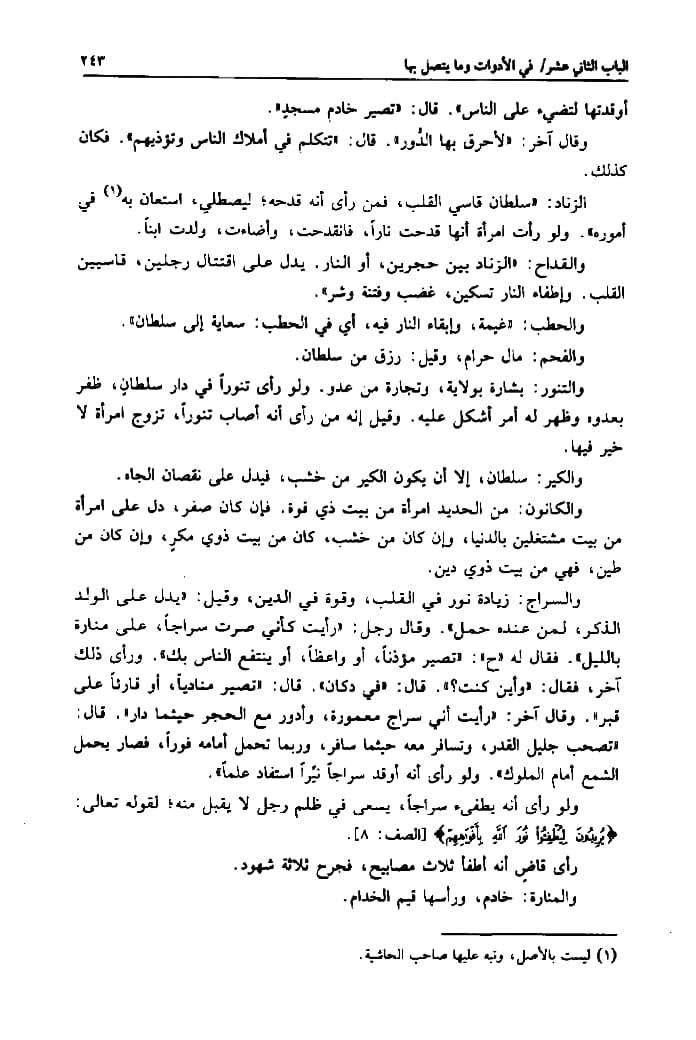 الباب الثاني عشر/ في الأدوات وما يتصل بها ٢٤٣
أوقدتها لتضيء على الناس». قال: «تصير خادم مسجدٍ».
وقال آخر: «لأحرق بها الدُّور». قال: «تتكلم في أملاك الناس وتؤذيهم». فكان
كذلك.
الزناد: «سلطان قاسي القلب، فمن رأى أنه قدحه؛ ليصطلي، استعان به(١) في
أموره». ولو رأت امرأة أنها قدحت ناراً، فانقدحت، وأضاءت، ولدت ابناً.
والقداح: «الزناد بين حجرين، أو النار. يدل على اقتتال رجلين، قاسيين
القلب. وإطفاء النار تسكين، غضب وفتنة وشر».
والحطب: «غيمة، وإبقاء النار فيه، أي في الحطب: سعاية إلى سلطان».
والفحم: مال حرام، وقيل: رزق من سلطان.
والتنور: بشارة بولاية، وتجارة من عدو. ولو رأى تنوراً في دار سلطانٍ، ظفر
بعدوه وظهر له أمر أشكل عليه. وقيل إنه من رأى أنه أصاب تنوراً، تزوج امرأة لا
خير فيها.
والكير: سلطان، إلا أن يكون الكير من خشب، فيدل على نقصان الجاه.
والكانون: من الحديد امرأة من بيت ذي قوة. فإن كان صفر، دل على امرأة
من بيت مشتغلين بالدنيا، وإن كان من خشب، كان من بيت ذوي مكرٍ، وإن كان من
طين، فهي من بيت ذوي دين.
والسراج: زيادة نور في القلب، وقوة في الدين، وقيل: «يدل على الولد
الذكر، لمن عنده حمل». وقال رجل: «رأيت كأني صرت سراجاً، على منارة
بالليل». فقال له «ح»: «تصير مؤذناً، أو واعظاً، أو ينتفع الناس بك». ورأى ذلك
آخر، فقال: «وأين كنت؟». قال: «في دكان». قال: «تصير منادياً، أو قارئاً على
قبر». وقال آخر: «رأيت أني سراج معمورة، وأدور مع الحجر حيثما دار». قال:
«تصحب جليل القدر، وتسافر معه حيثما سافر، وربما تحمل أمامه فوراً، فصار يحمل
الشمع أمام الملوك». ولو رأى أنه أوقد سراجاً نيِّراً استفاد علماً».
ولو رأى أنه يطفىء سراجاً، يسعى في ظلم رجل لا يقبل منه؛ لقوله تعالى:
﴿يُرِيدُونَ لِيُطْفِئُوا نُورَ اللَّهِ بِأَفْوَاهِهِمْ﴾ [الصف: ٨].
رأى قاضٍ أنه أطفأ ثلاث مصابيح، فجرح ثلاثة شهود.
والمنارة: خادم، ورأسها قيم الخدام.
(١) ليست بالأصل، ونبه عليها صاحب الحاشية.